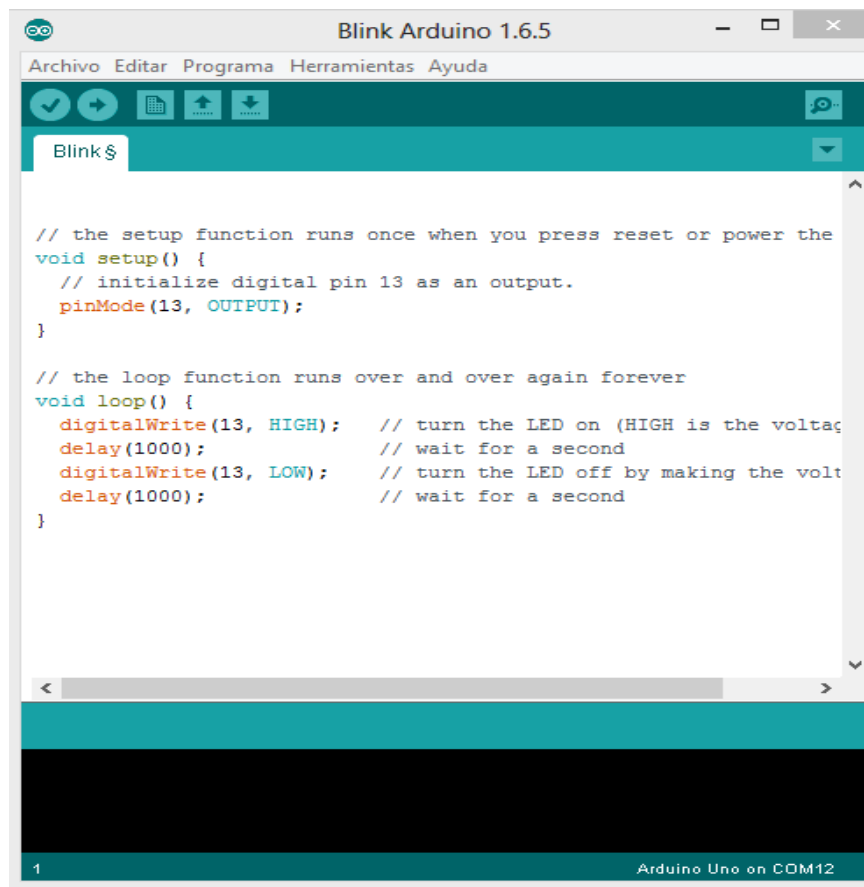 Blink Arduino 1.6.5
Archivo Editar Programa Herramientas Ayuda
Blink §
// the setup function runs once when you press reset or power the
void setup() {
  // initialize digital pin 13 as an output.
  pinMode(13, OUTPUT);
}
// the loop function runs over and over again forever
void loop() {
  digitalWrite(13, HIGH);   // turn the LED on (HIGH is the voltag
  delay(1000);              // wait for a second
  digitalWrite(13, LOW);    // turn the LED off by making the volt
  delay(1000);              // wait for a second
}
1 Arduino Uno on COM12